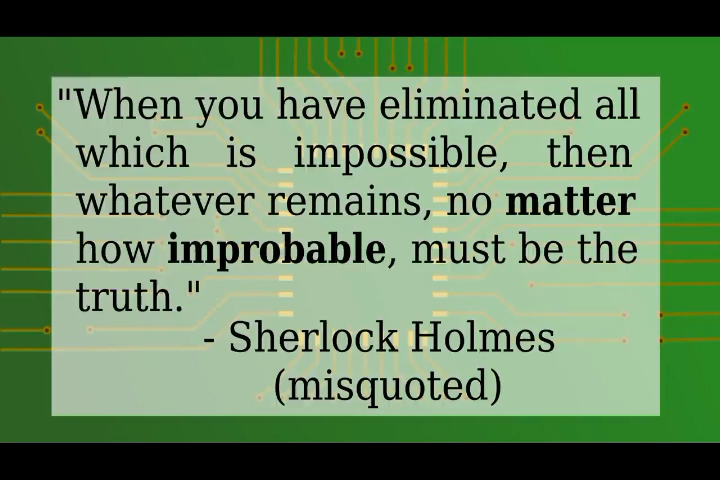 "When you have eliminated all
which is impossible, then
whatever remains, no matter
how improbable, must be the
truth."
- Sherlock Holmes
(misquoted)